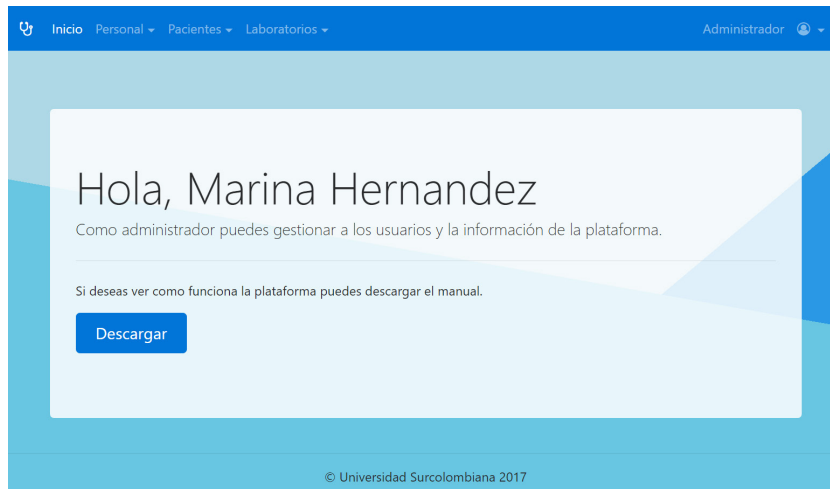 Inicio Personal Pacientes Laboratorios Administrador
Hola, Marina Hernandez
Como administrador puedes gestionar a los usuarios y la información de la plataforma.
Si deseas ver como funciona la plataforma puedes descargar el manual.
Descargar
© Universidad Surcolombiana 2017